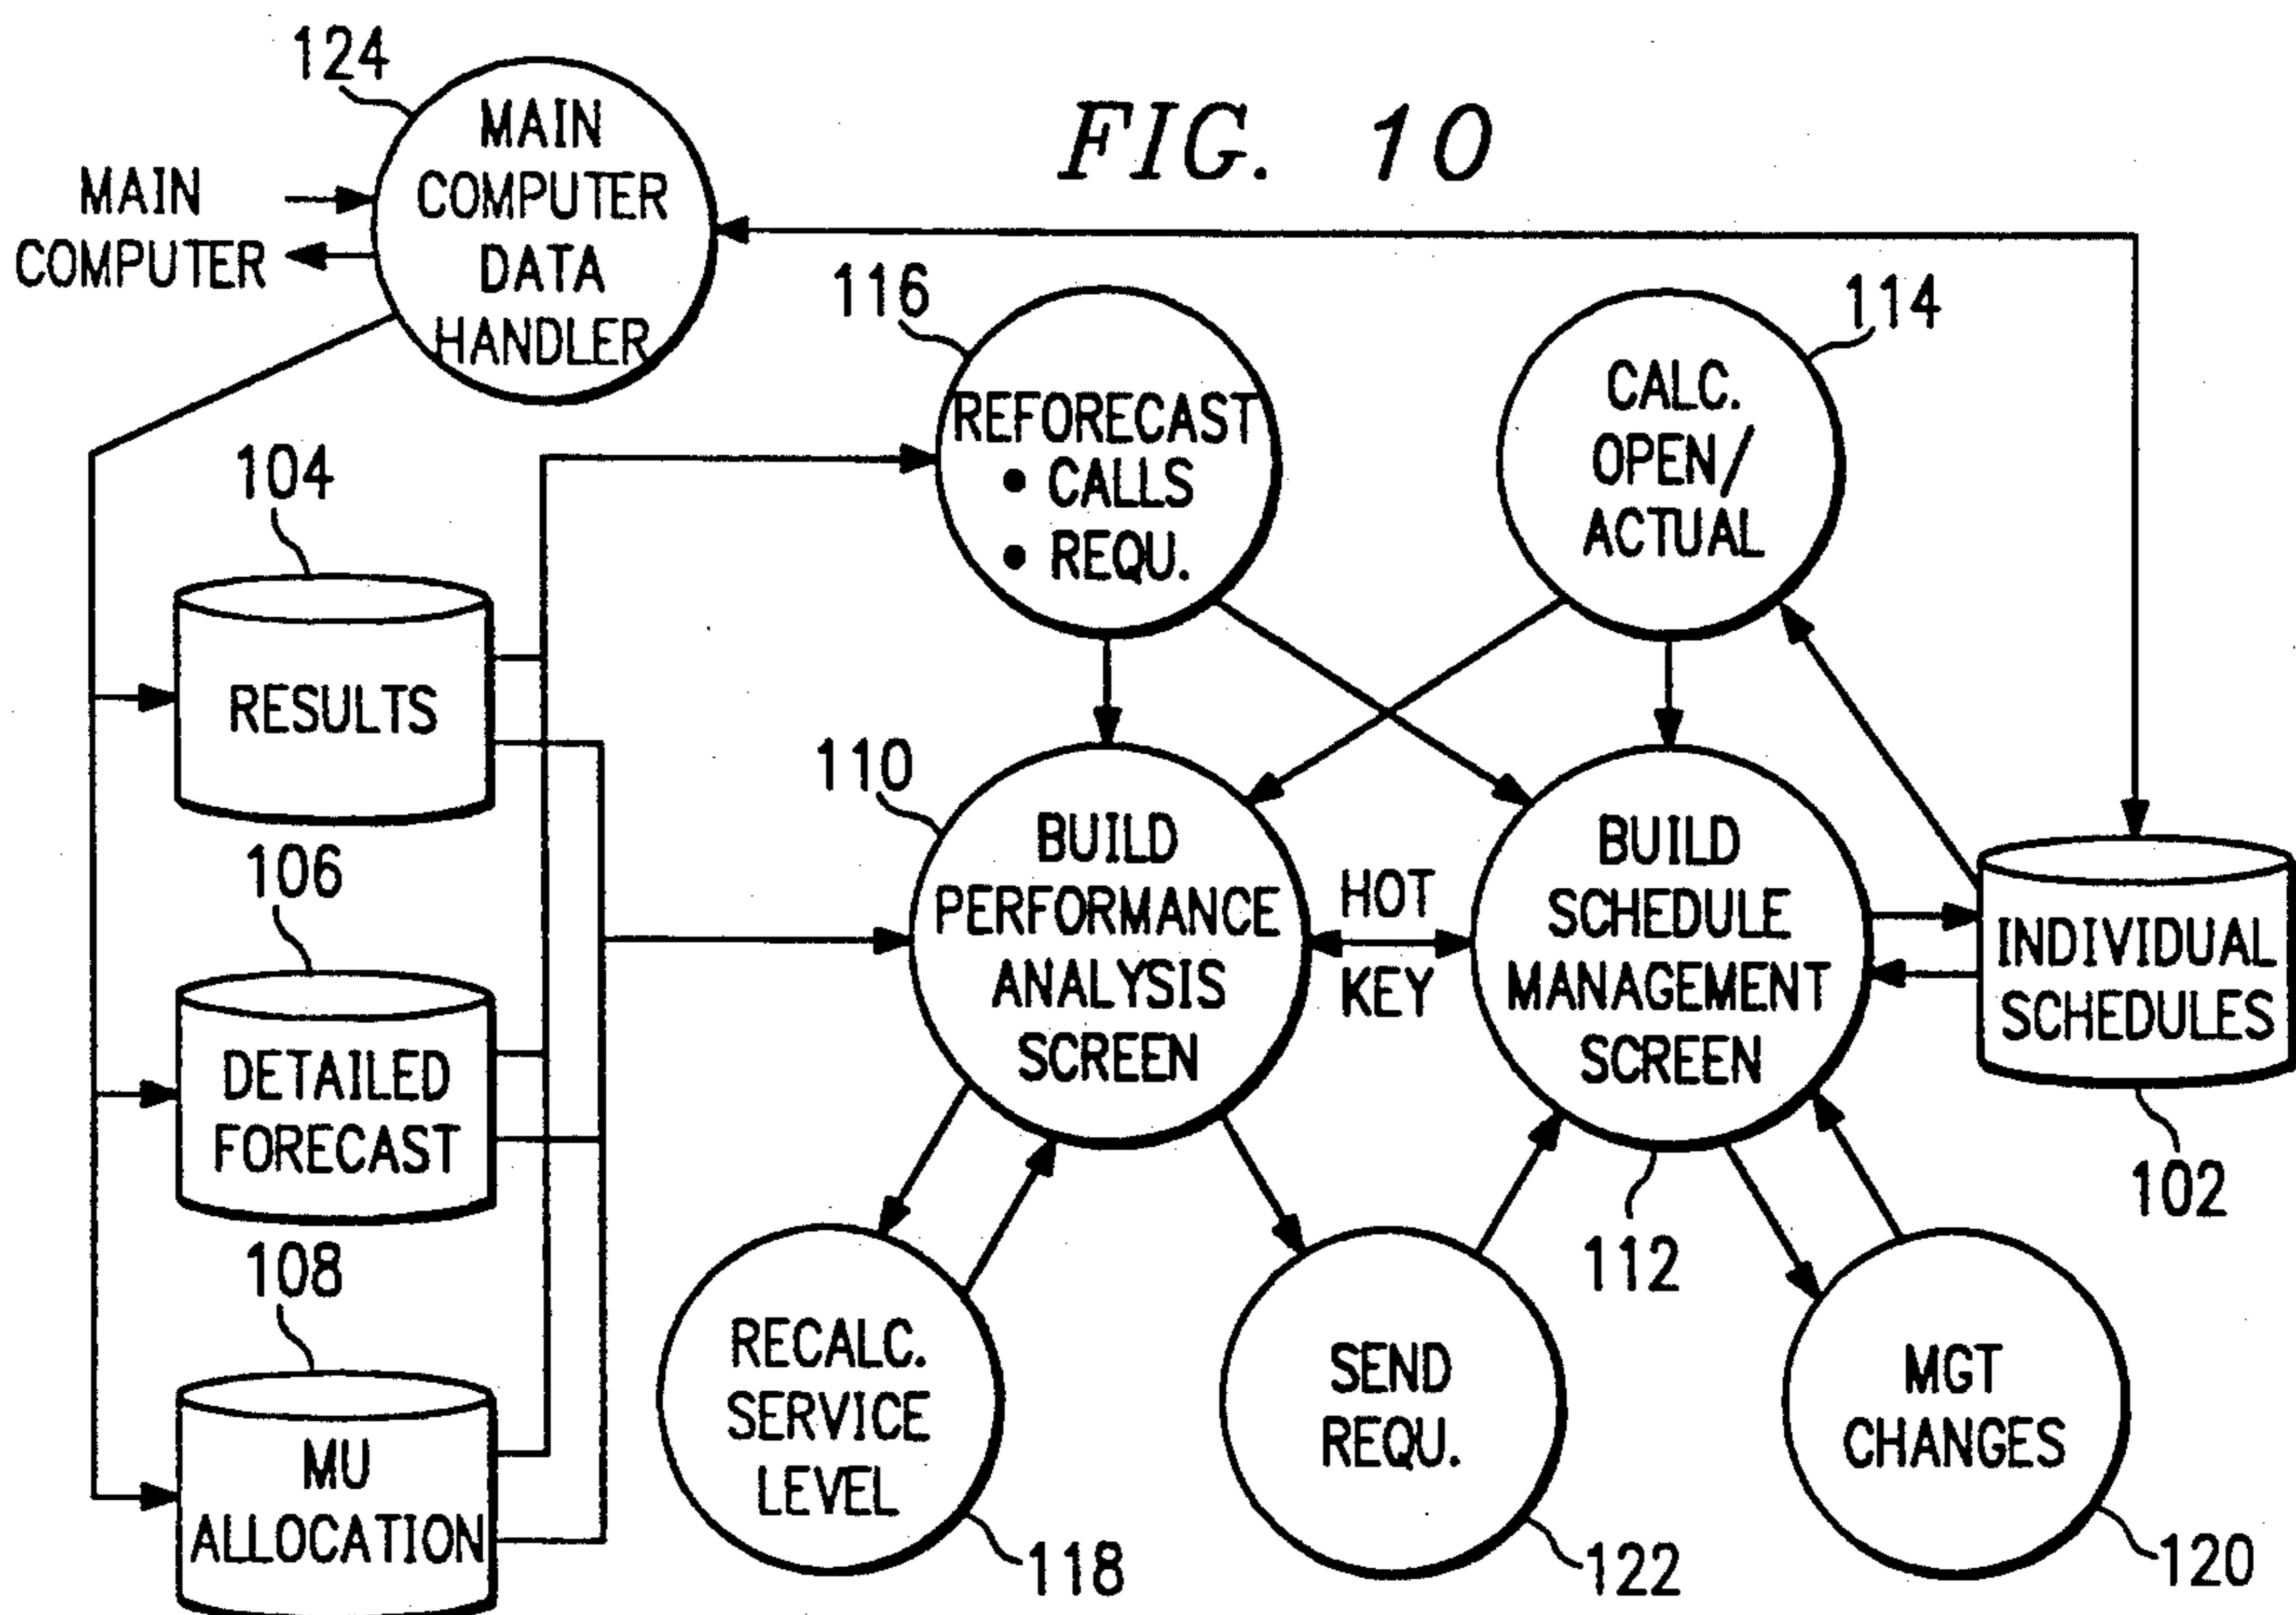 124
MAIN
COMPUTER
DATA
HANDLER
FIG. 10
MAIN
COMPUTER
116
REFORECAST
• CALLS
• REQU.
114
CALC.
OPEN/
ACTUAL
104
RESULTS
110
BUILD
PERFORMANCE
ANALYSIS
SCREEN
HOT
KEY
BUILD
SCHEDULE
MANAGEMENT
SCREEN
112
INDIVIDUAL
SCHEDULES
102
106
DETAILED
FORECAST
108
MU
ALLOCATION
RECALC.
SERVICE
LEVEL
118
SEND
REQU.
122
MGT
CHANGES
120